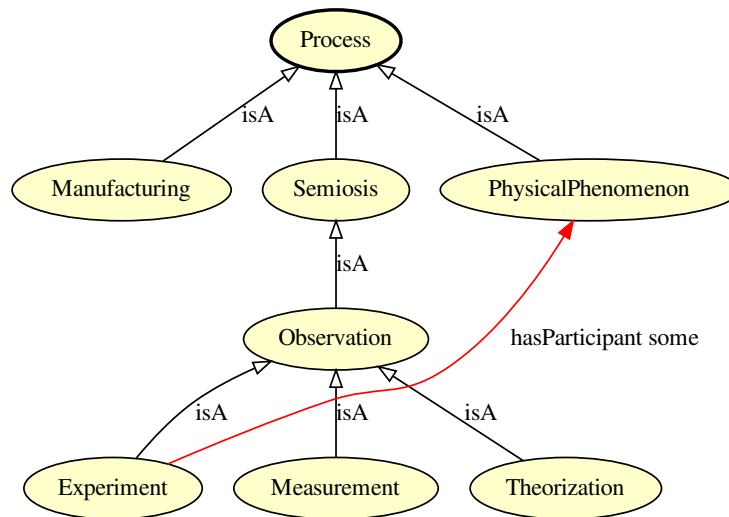 Process
isA
isA
isA
Manufacturing
Semiosis
PhysicalPhenomenon
isA
Observation
hasParticipant some
isA
isA
isA
Experiment
Measurement
Theorization